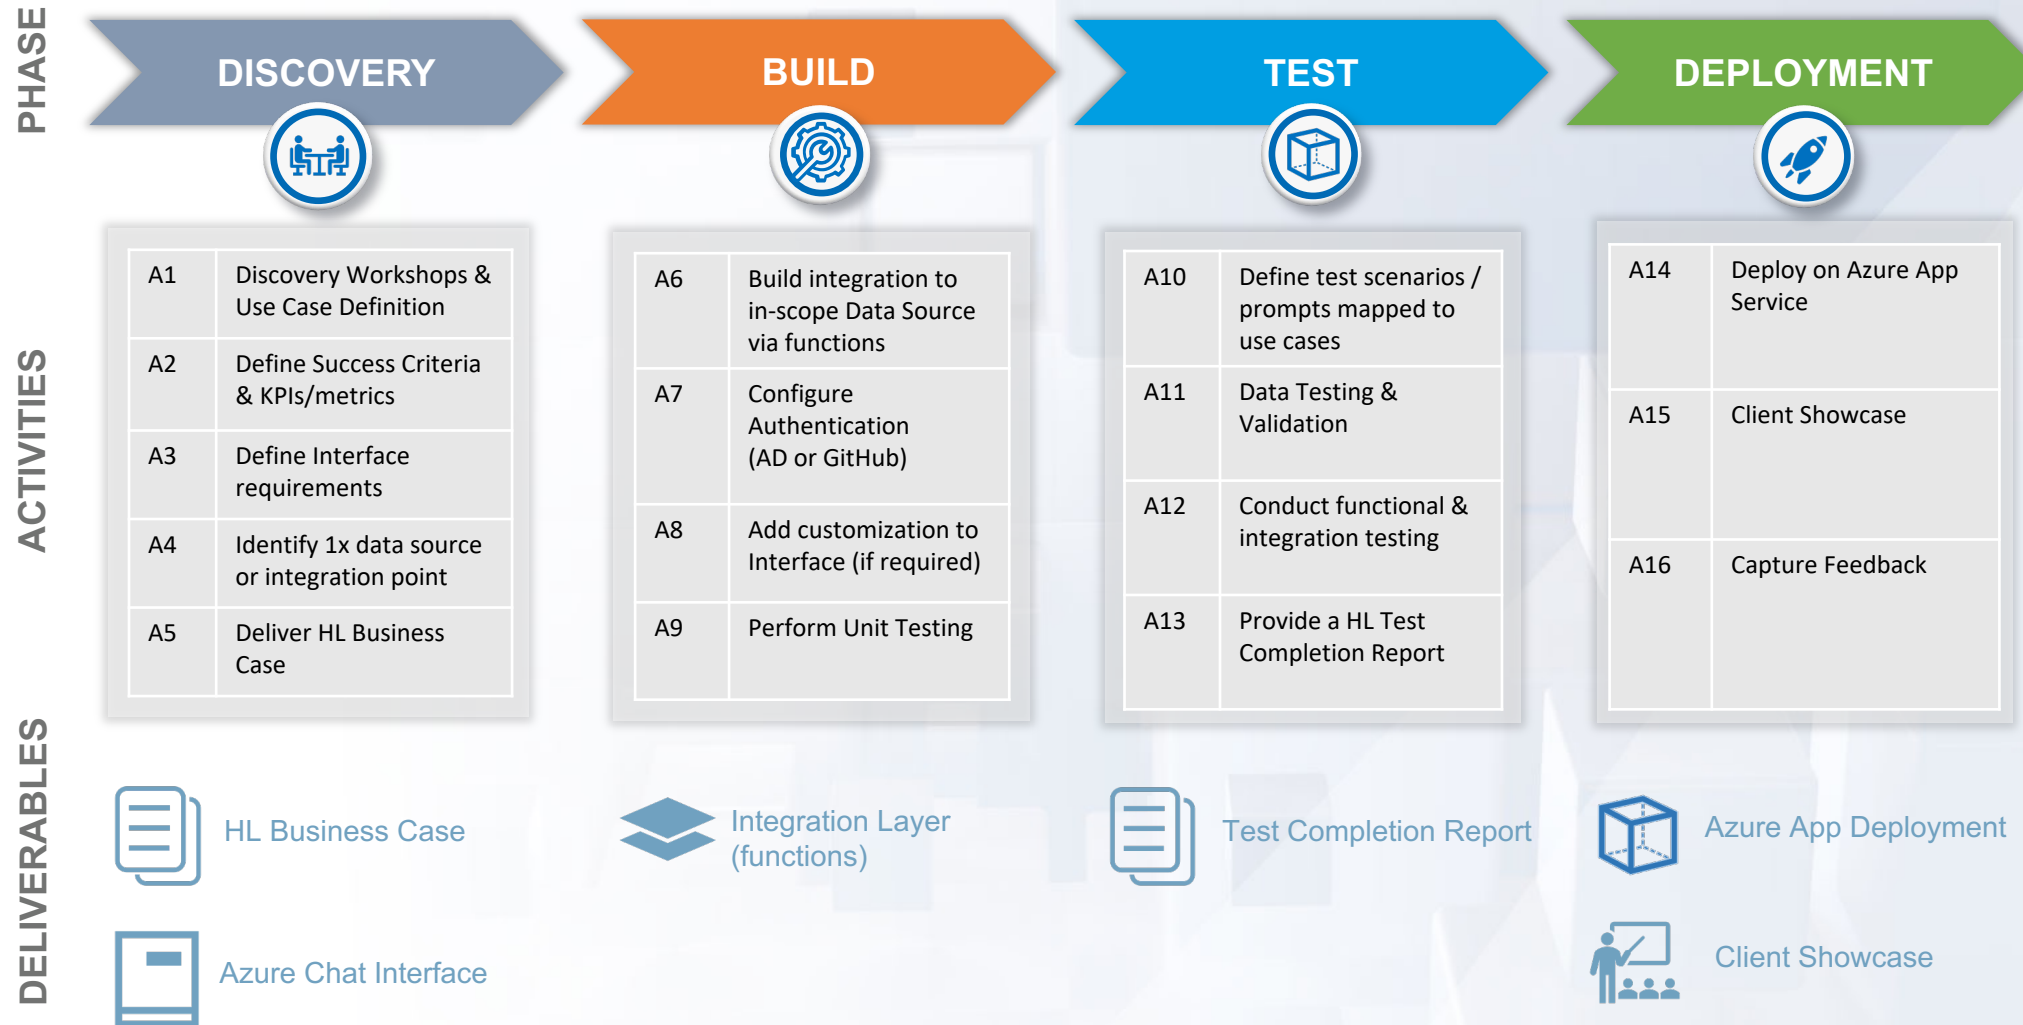 PHASE
DISCOVERY
BUILD
TEST
DEPLOYMENT
ACTIVITIES
A1
Discovery Workshops &
Use Case Definition
A2
Define Success Criteria
& KPIs/metrics
A3
Define Interface
requirements
A4
Identify 1x data source
or integration point
A5
Deliver HL Business
Case
A6
Build integration to
in-scope Data Source
via functions
A7
Configure
Authentication
(AD or GitHub)
A8
Add customization to
Interface (if required)
A9
Perform Unit Testing
A10
Define test scenarios /
prompts mapped to
use cases
A11
Data Testing &
Validation
A12
Conduct functional &
integration testing
A13
Provide a HL Test
Completion Report
A14
Deploy on Azure App
Service
A15
Client Showcase
A16
Capture Feedback
DELIVERABLES
HL Business Case
Azure Chat Interface
Integration Layer
(functions)
Test Completion Report
Azure App Deployment
Client Showcase